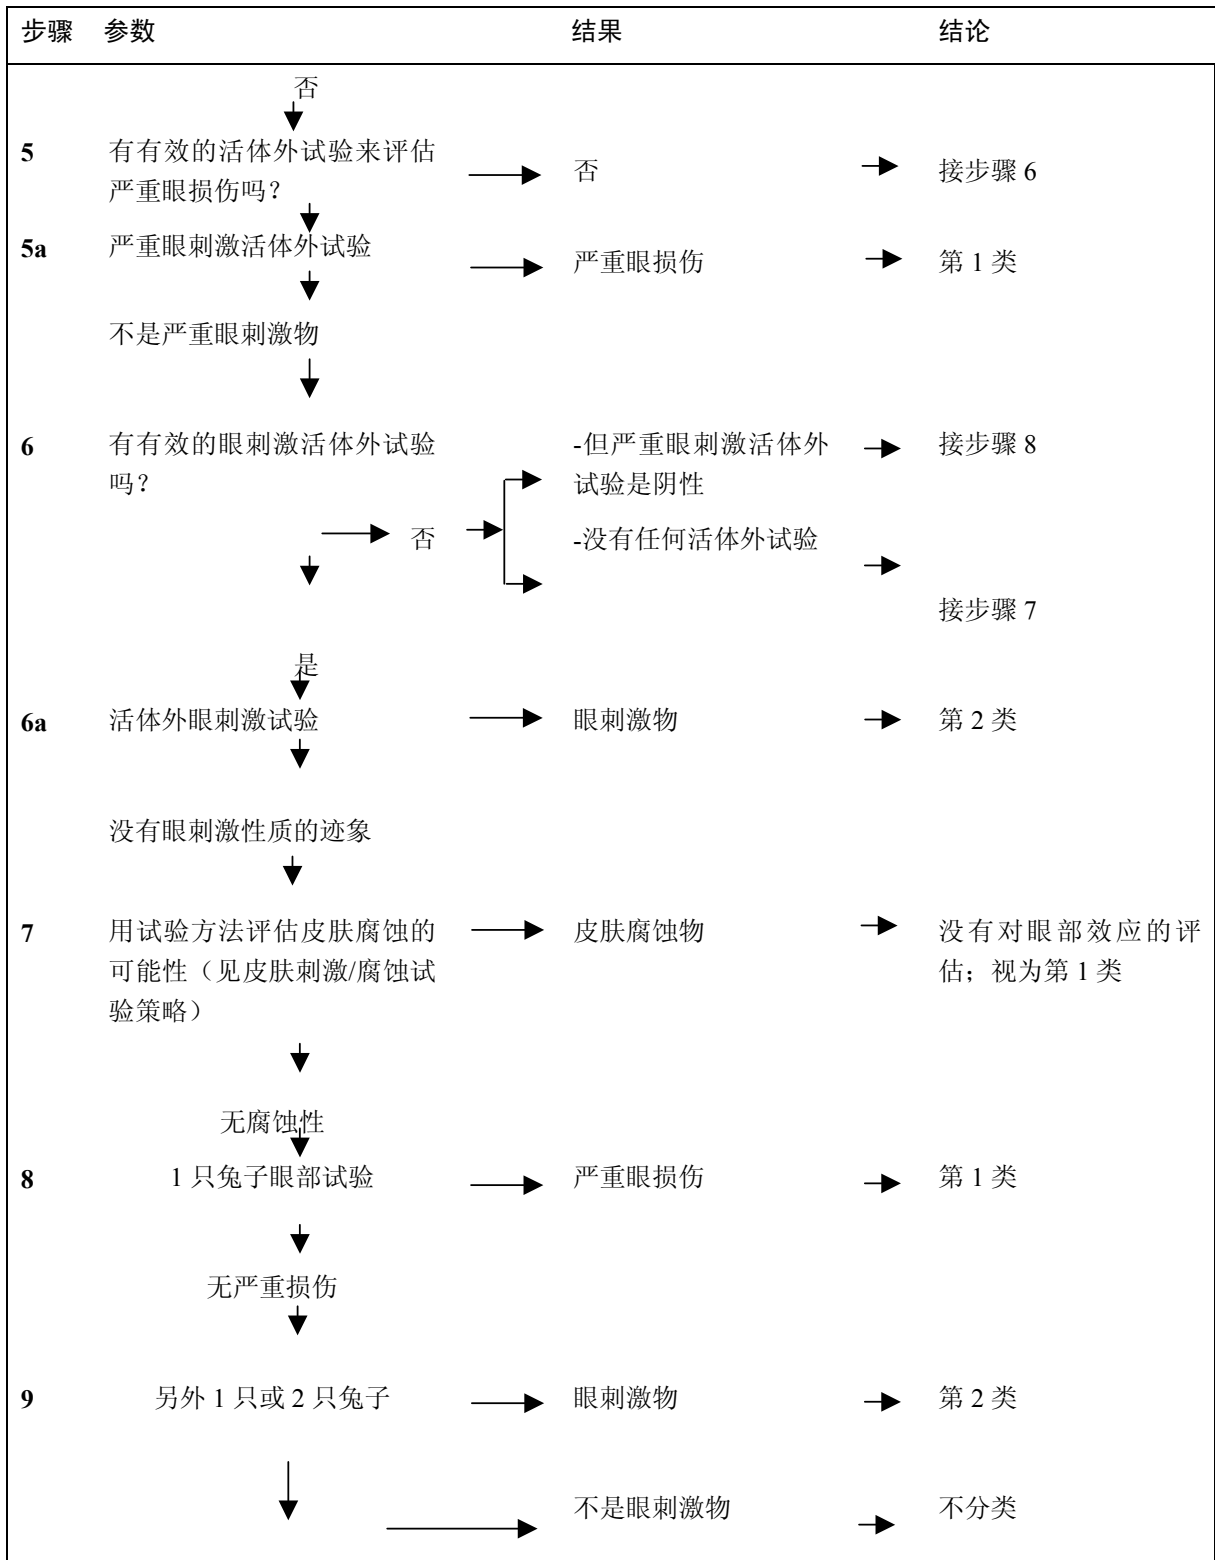 步骤 参数 结果 结论
否
5 有有效的活体外试验来评估 否 接步骤 6
严重眼损伤吗？
5a 严重眼刺激活体外试验 严重眼损伤 第 1 类
不是严重眼刺激物
6 有有效的眼刺激活体外试验 -但严重眼刺激活体外 接步骤 8
吗？ 试验是阴性
否 -没有任何活体外试验
接步骤 7
是
6a 活体外眼刺激试验 眼刺激物 第 2 类
没有眼刺激性质的迹象
7 用试验方法评估皮肤腐蚀的 皮肤腐蚀物 没有对眼部效应的评
可能性（见皮肤刺激/腐蚀试 估；视为第 1 类
验策略）
无腐蚀性
8 1 只兔子眼部试验 严重眼损伤 第 1 类
无严重损伤
9 另外 1 只或 2 只兔子 眼刺激物 第 2 类
不是眼刺激物 不分类